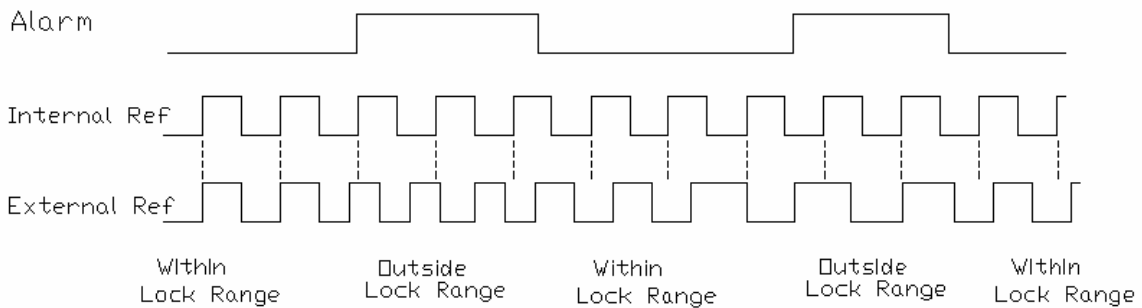 Alarm
Internal Ref
External Ref
Within
Lock Range
Outside
Lock Range
Within
Lock Range
Outside
Lock Range
Within
Lock Range